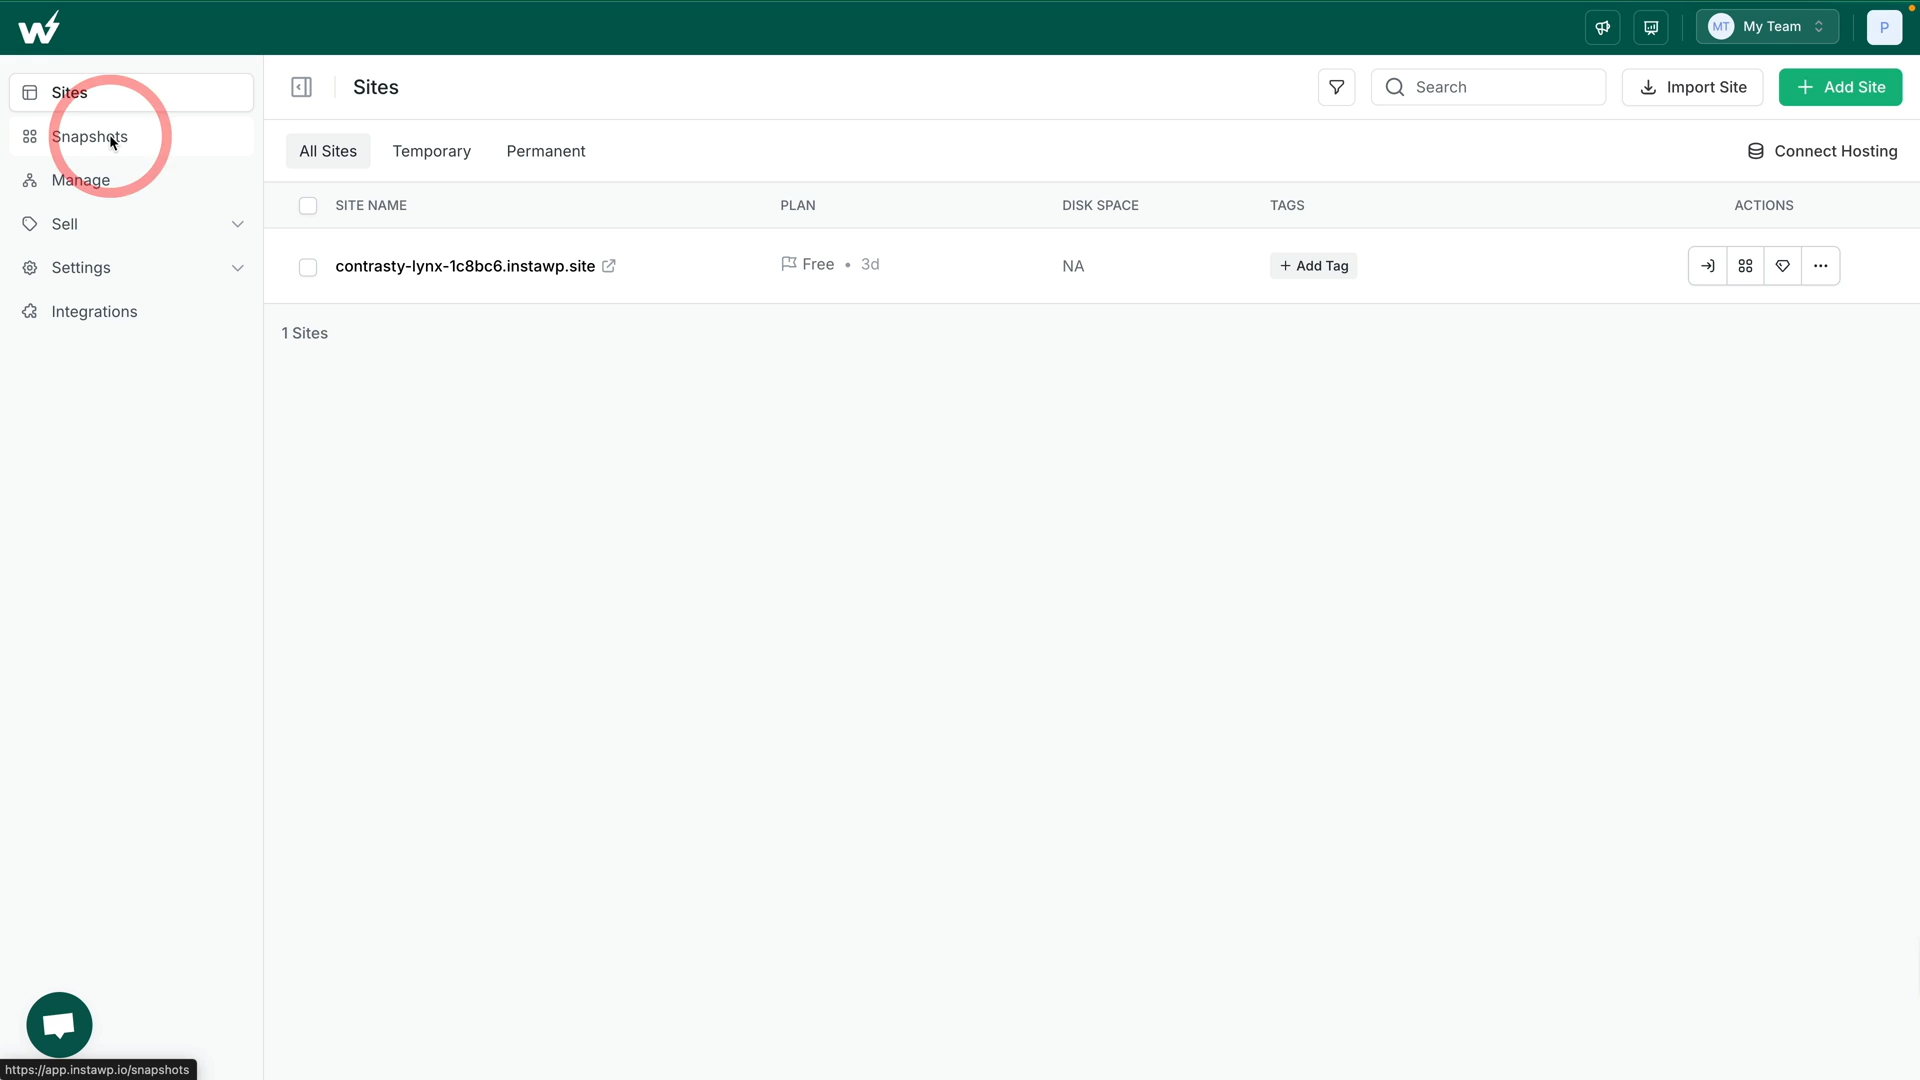 W
MT My Team
P
Sites
Snapshots
Manage
Sell
Settings
Integrations
Sites
Search
Import Site
Add Site
All Sites Temporary Permanent
Connect Hosting
SITE NAME PLAN DISK SPACE TAGS ACTIONS
contrasty-lynx-1c8bc6.instawp.site Free • 3d NA + Add Tag
1 Sites
https://app.instawp.io/snapshots